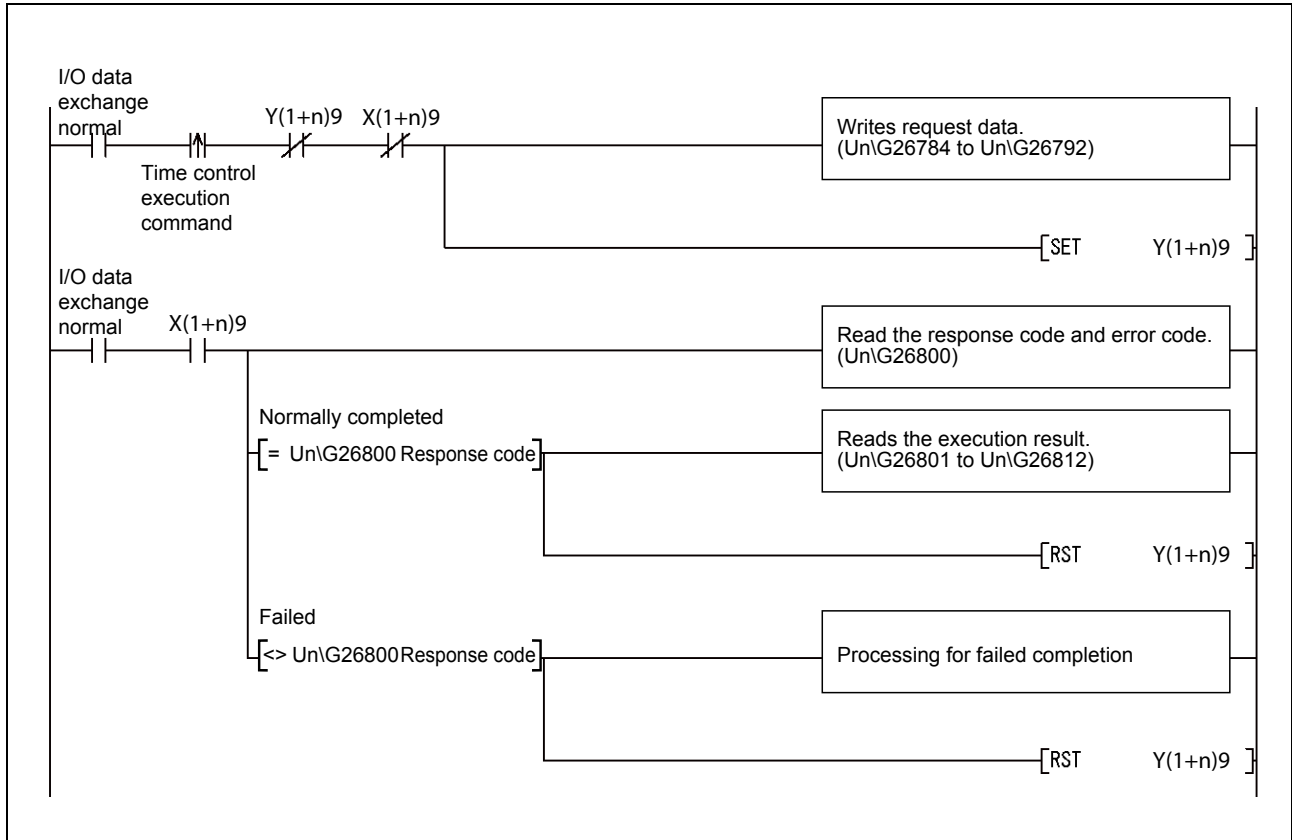 I/O data
exchange
normal
Y(1+n)9
X(1+n)9
Time control
execution
command
Writes request data.
(Un\G26784 to Un\G26792)
SET Y(1+n)9
I/O data
exchange
normal
X(1+n)9
Read the response code and error code.
(Un\G26800)
Normally completed
= Un\G26800 Response code
Reads the execution result.
(Un\G26801 to Un\G26812)
RST Y(1+n)9
Failed
<> Un\G26800Response code
Processing for failed completion
RST Y(1+n)9